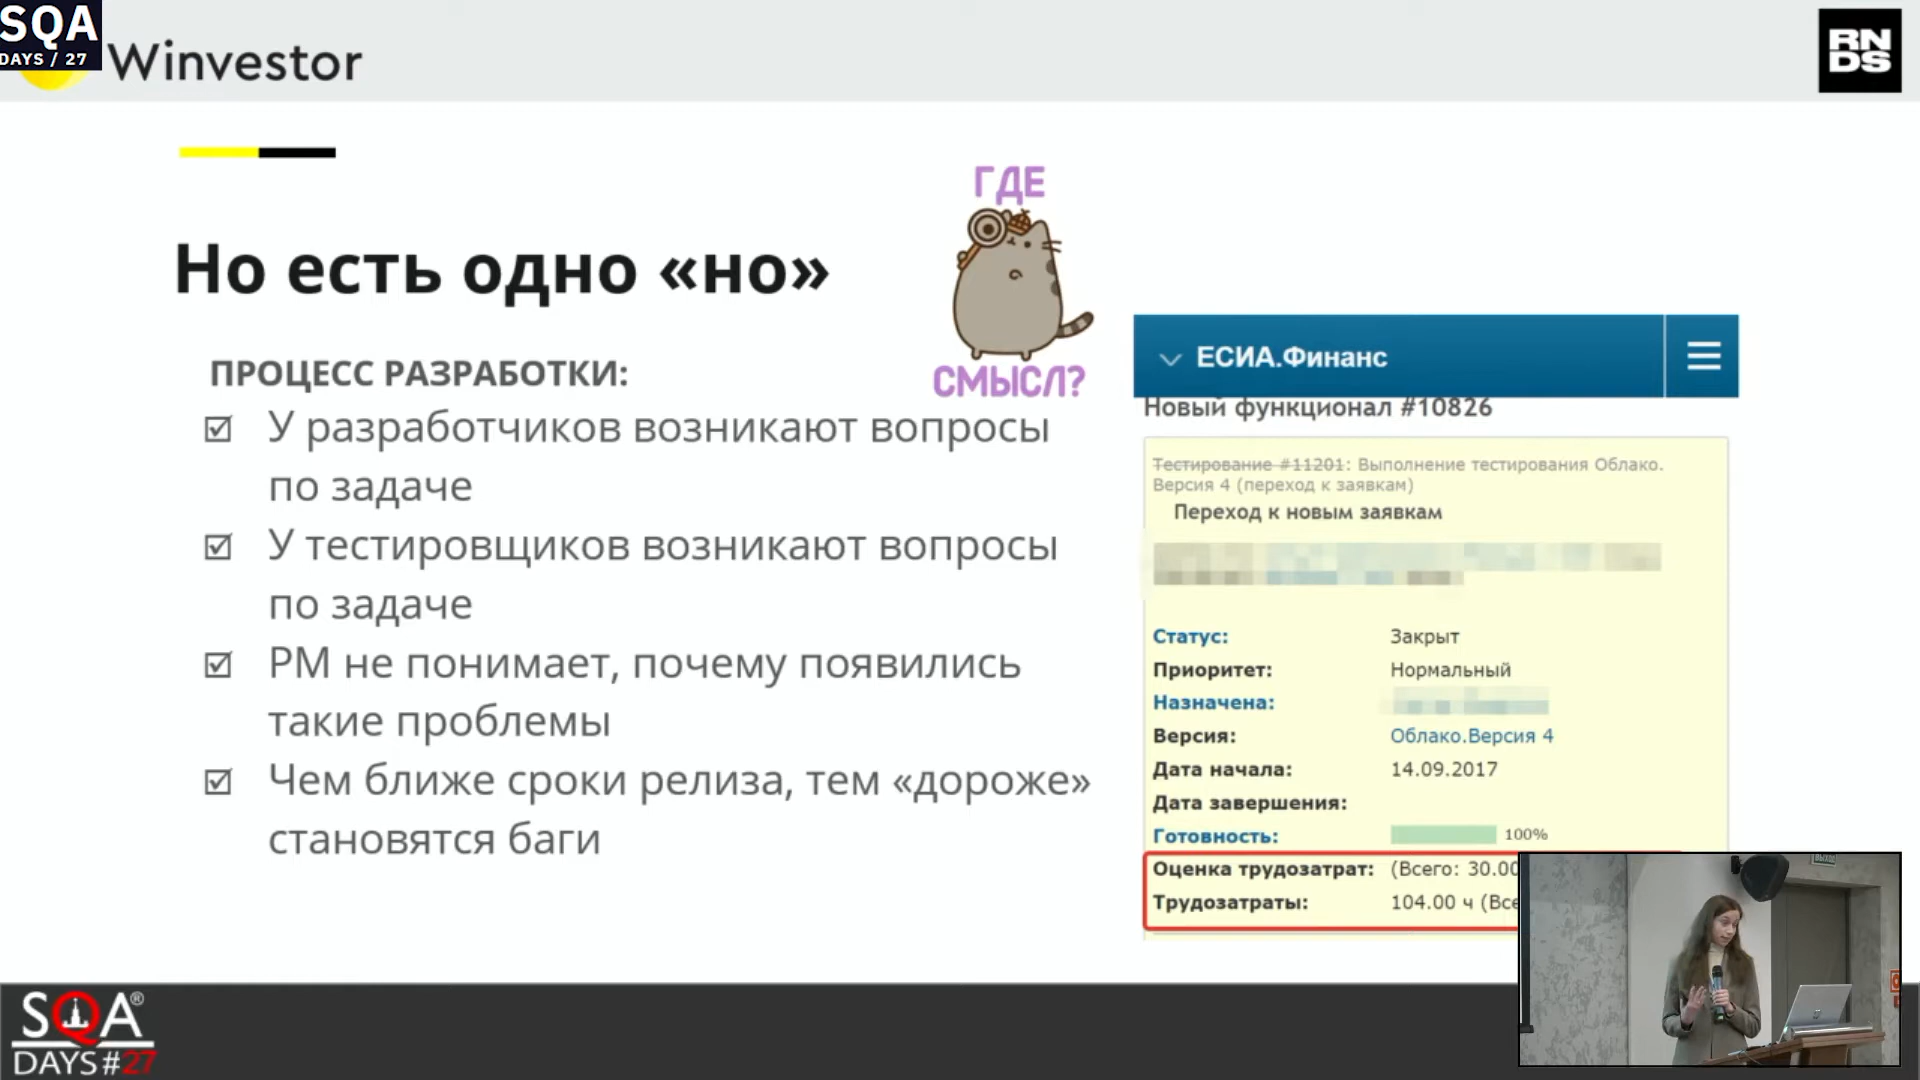 SQA
DAYS / 27
Winvestor
RN
DS
Но есть одно «но»
ГДЕ
СМЫСЛ?
ПРОЦЕСС РАЗРАБОТКИ:
У разработчиков возникают вопросы
по задаче
У тестировщиков возникают вопросы
по задаче
PM не понимает, почему появились
такие проблемы
Чем ближе сроки релиза, тем «дороже»
становятся баги
ЕСИА.Финанс
Новый функционал #10826
Тестирование #11201: Выполнение тестирования Облако.
Версия 4 (переход к заявкам)
Переход к новым заявкам
Статус: Закрыт
Приоритет: Нормальный
Назначена:
Версия: Облако.Версия 4
Дата начала: 14.09.2017
Дата завершения:
Готовность: 100%
Оценка трудозатрат: (Всего: 30.00
Трудозатраты: 104.00 ч (Все
ВЫХОД
SQA®
DAYS#27